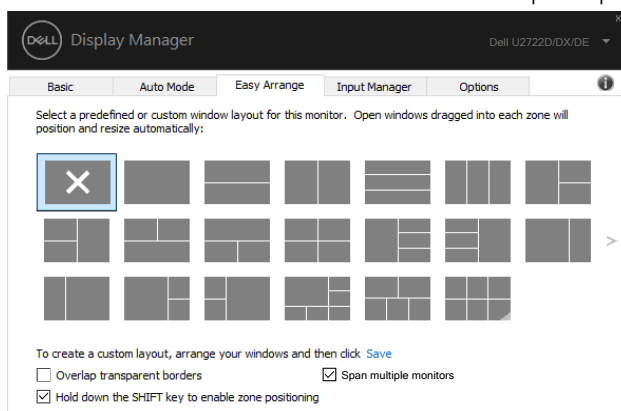 DELL Display Manager
Dell U2722D/DX/DE
Basic Auto Mode Easy Arrange Input Manager Options
Select a predefined or custom window layout for this monitor. Open windows dragged into each zone will
position and resize automatically:
To create a custom layout, arrange your windows and then click Save
Overlap transparent borders
Span multiple monitors
Hold down the SHIFT key to enable zone positioning